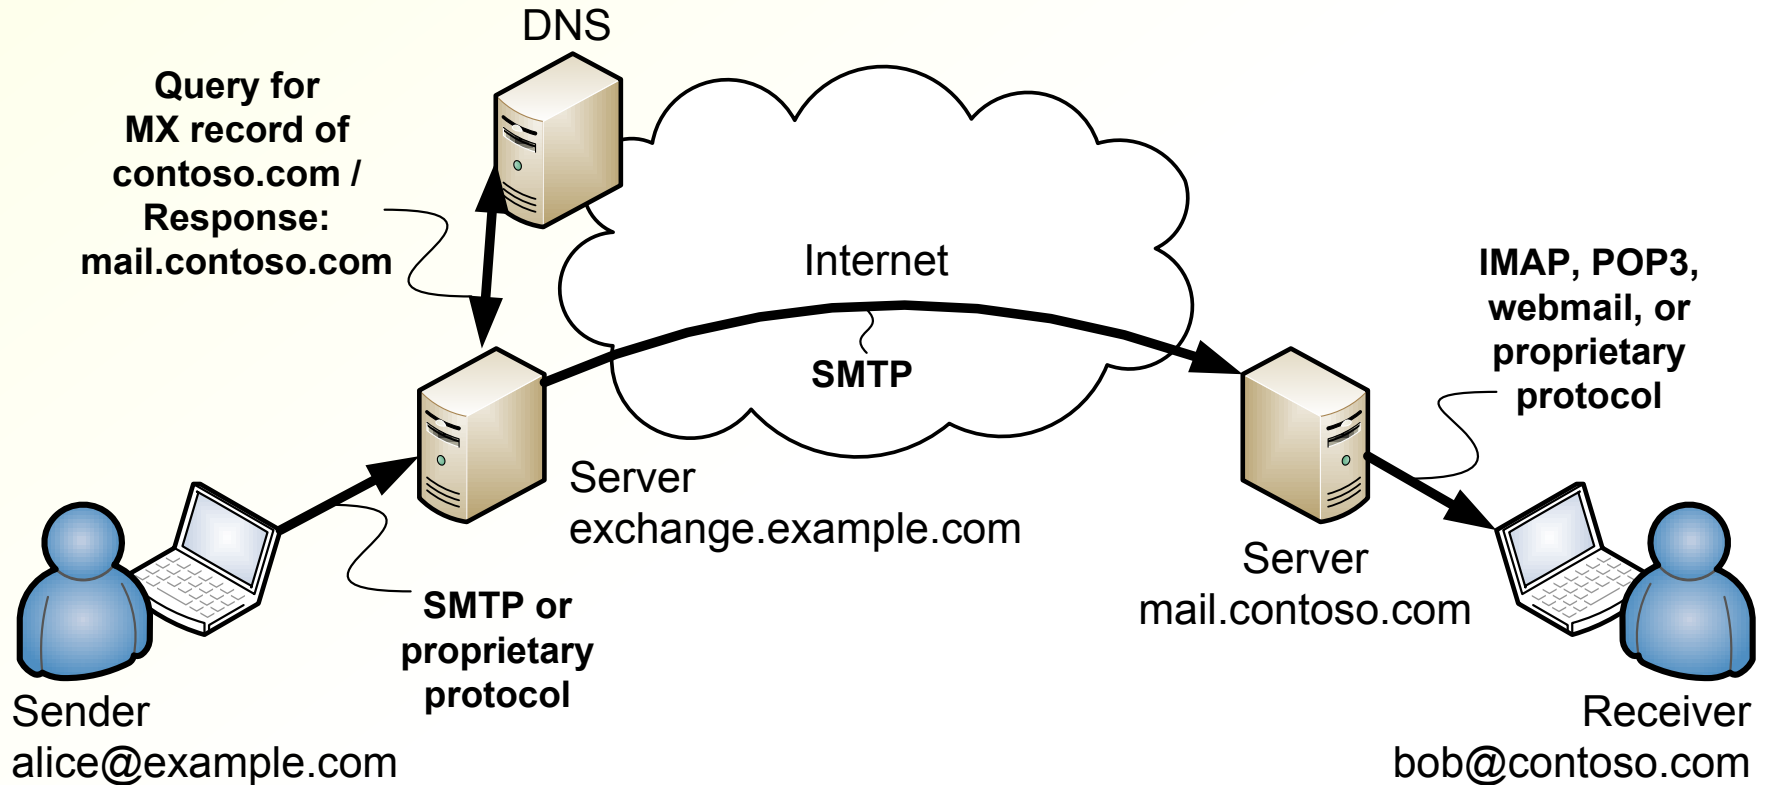 DNS
Query for
MX record of
contoso.com /
Response:
mail.contoso.com
Internet
SMTP
IMAP, POP3,
webmail, or
proprietary
protocol
Server
exchange.example.com
Server
mail.contoso.com
SMTP or
proprietary
protocol
Sender
alice@example.com
Receiver
bob@contoso.com